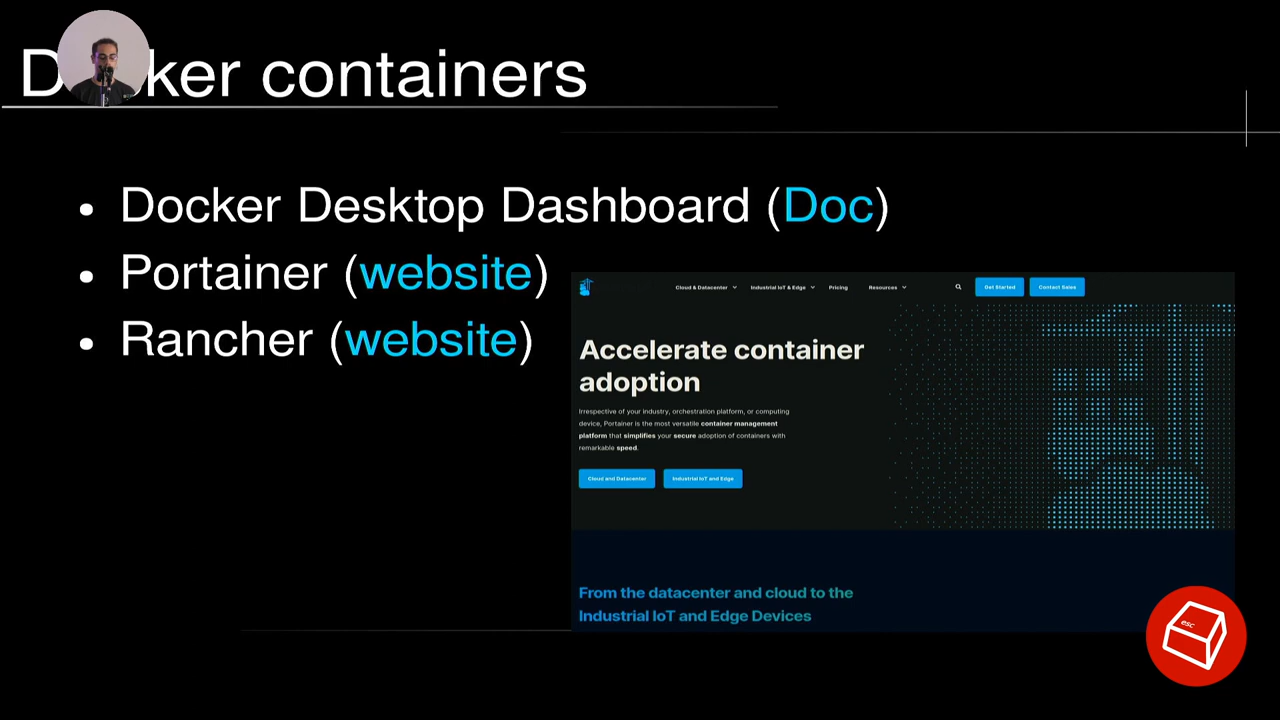 D ker containers
• Docker Desktop Dashboard (Doc)
• Portainer (website)
• Rancher (website)
Cloud & Datacenter Industrial IoT & Edge Pricing Resources Get Started Contact Sales
Accelerate container
adoption
Irrespective of your industry, orchestration platform, or computing
device, Portainer is the most versatile container management
platform that simplifies your secure adoption of containers with
remarkable speed.
Cloud and Datacenter Industrial IoT and Edge
From the datacenter and cloud to the
Industrial IoT and Edge Devices
esc